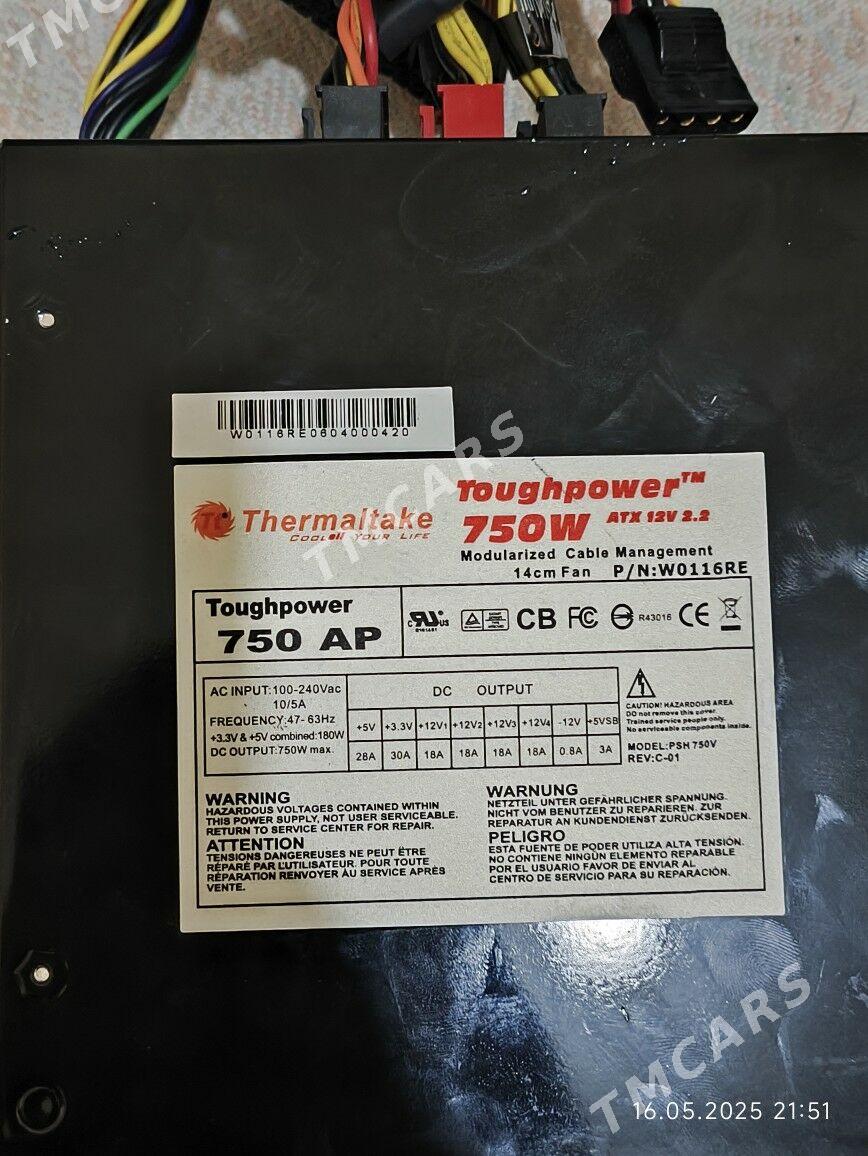 TMCARS
W0116RE0604000420
Thermaltake
COOL all YOUR LIFE
Toughpower™
750W ATX 12V 2.2
Modularized Cable Management
14cm Fan P/N:W0116RE
Toughpower
750 AP
c RU us CB FC R43016 CE
AC INPUT:100-240Vac
10/5A
FREQUENCY:47-63Hz
+3.3V & +5V combined:180W
DC OUTPUT:750W max.
DC OUTPUT
+5V +3.3V +12V1 +12V2 +12V3 +12V4 -12V +5VSB
28A 30A 18A 18A 18A 18A 0.8A 3A
CAUTION! HAZARDOUS AREA
Do not remove this cover.
Trained service people only.
No serviceable components inside.
MODEL:PSH 750V
REV:C-01
WARNING
HAZARDOUS VOLTAGES CONTAINED WITHIN
THIS POWER SUPPLY, NOT USER SERVICEABLE.
RETURN TO SERVICE CENTER FOR REPAIR.
ATTENTION
TENSIONS DANGEREUSES NE PEUT ÊTRE
RÉPARÉ PAR L'UTILISATEUR. POUR TOUTE
RÉPARATION RENVOYER ÀU SERVICE APRÉS
VENTE.
WARNUNG
NETZTEIL UNTER GEFÄHRLICHER SPANNUNG.
NICHT VOM BENUTZER ZU REPARIEREN. ZUR
REPARATUR AN KUNDENDIENST ZURÜCKSENDEN.
PELIGRO
ESTA FUENTE DE PODER UTILIZA ALTA TENSIÓN.
NO CONTIENE NINGÚN ELEMENTO REPARABLE
POR EL USUARIO FAVOR DE ENVIAR AL
CENTRO DE SERVICIO PARA SU REPARACIÓN.
TMCARS
TMCARS
16.05.2025 21:51